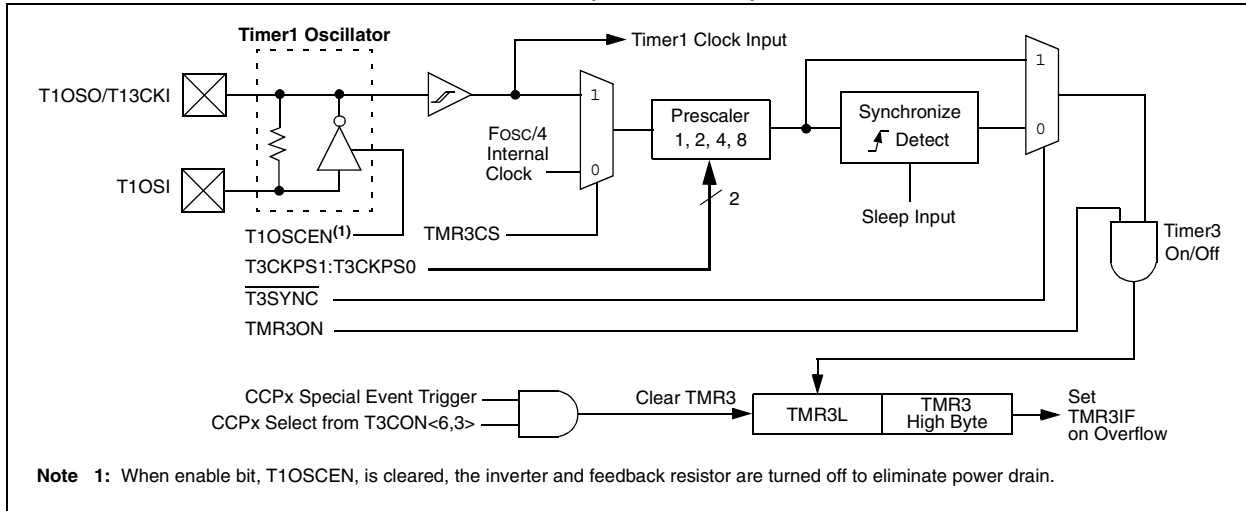 Timer1 Oscillator
Timer1 Clock Input
T1OSO/T13CKI
1
1
FOSC/4
Internal
Clock
0
Prescaler
1, 2, 4, 8
Synchronize
Detect
0
T1OSI
2
Sleep Input
T1OSCEN(1)
TMR3CS
Timer3
On/Off
T3CKPS1:T3CKPS0
T3SYNC
TMR3ON
CCPx Special Event Trigger
CCPx Select from T3CON<6,3>
Clear TMR3
TMR3L
TMR3
High Byte
Set
TMR3IF
on Overflow
Note 1: When enable bit, T1OSCEN, is cleared, the inverter and feedback resistor are turned off to eliminate power drain.